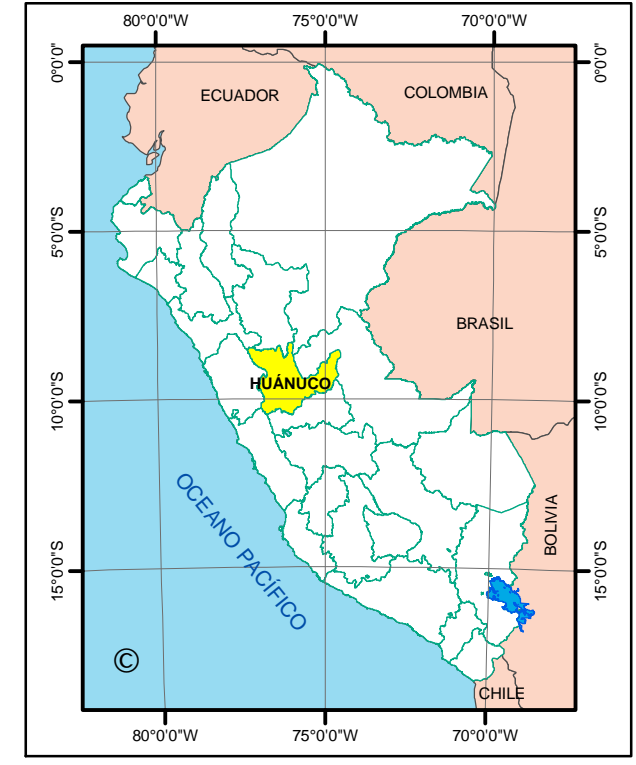 80°0'0"W 75°0'0"W 70°0'0"W
0°0'0" 0°0'0"
ECUADOR
COLOMBIA
5°0'0"S 5°0'0"S
BRASIL
HUÁNUCO
10°0'0"S 10°0'0"S
OCEANO PACÍFICO
BOLIVIA
15°0'0"S 15°0'0"S
©
CHILE
80°0'0"W 75°0'0"W 70°0'0"W